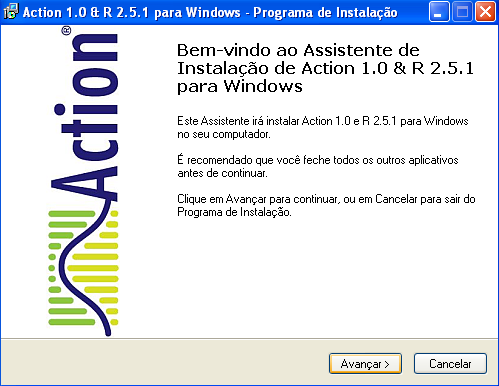 Action 1.0 & R 2.5.1 para Windows - Programa de Instalação
Action®
Bem-vindo ao Assistente de
Instalação de Action 1.0 & R 2.5.1
para Windows
Este Assistente irá instalar Action 1.0 e R 2.5.1 para Windows
no seu computador.
É recomendado que você feche todos os outros aplicativos
antes de continuar.
Clique em Avançar para continuar, ou em Cancelar para sair do
Programa de Instalação.
Avançar >
Cancelar